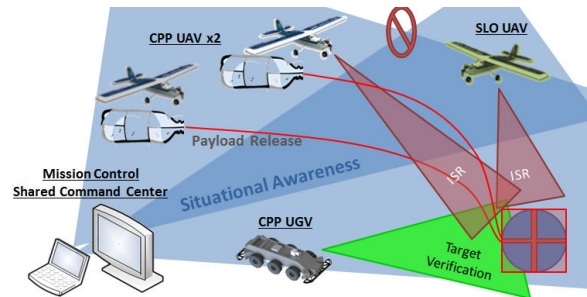 CPP UAV x2
SLO UAV
Payload Release
Situational Awareness
ISR
ISR
Mission Control
Shared Command Center
CPP UGV
Target
Verification